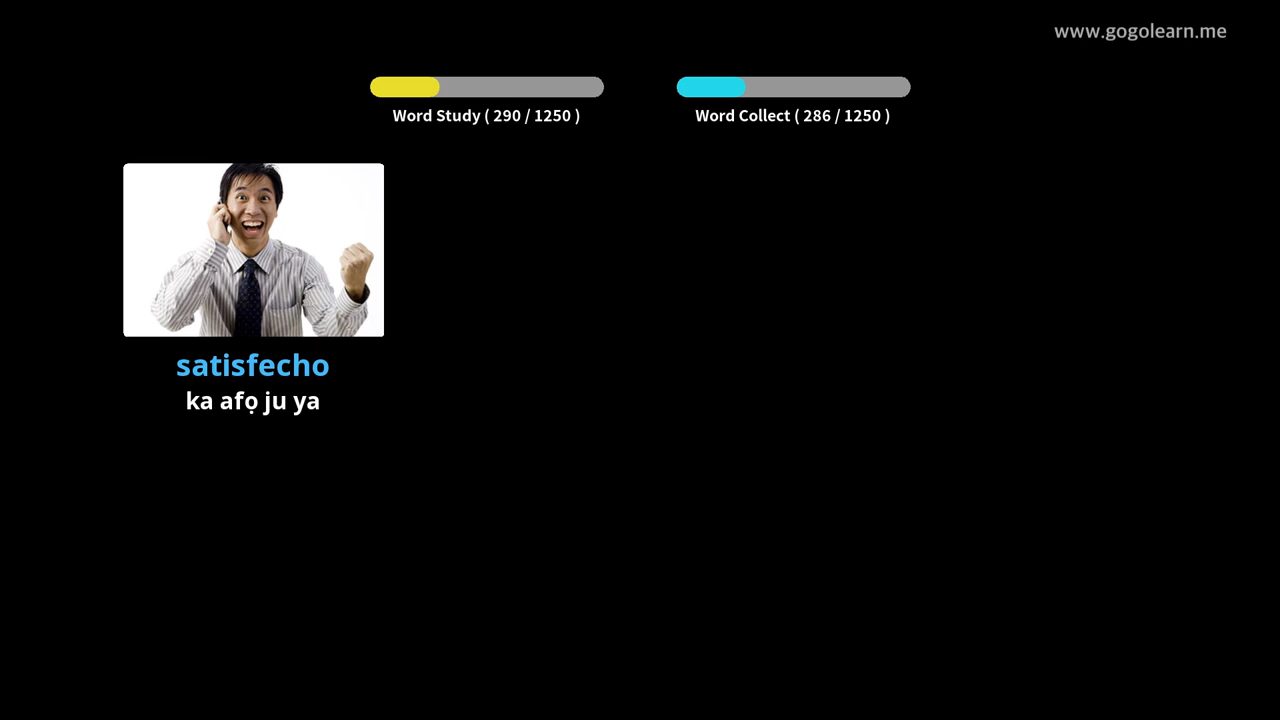 www.gogolearn.me
Word Study ( 290 / 1250 )
Word Collect ( 286 / 1250 )
satisfecho
ka afọ ju ya